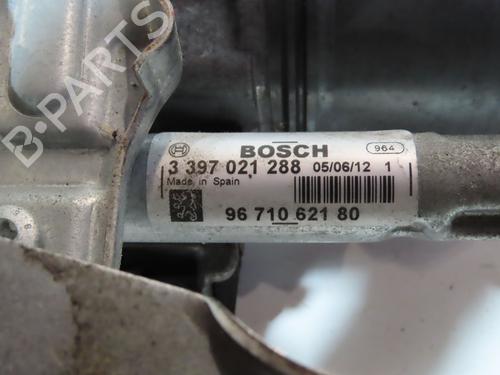 B-PARTS
BOSCH
964
3 397 021 288 05/06/12 1
Made in Spain
96 710 621 80